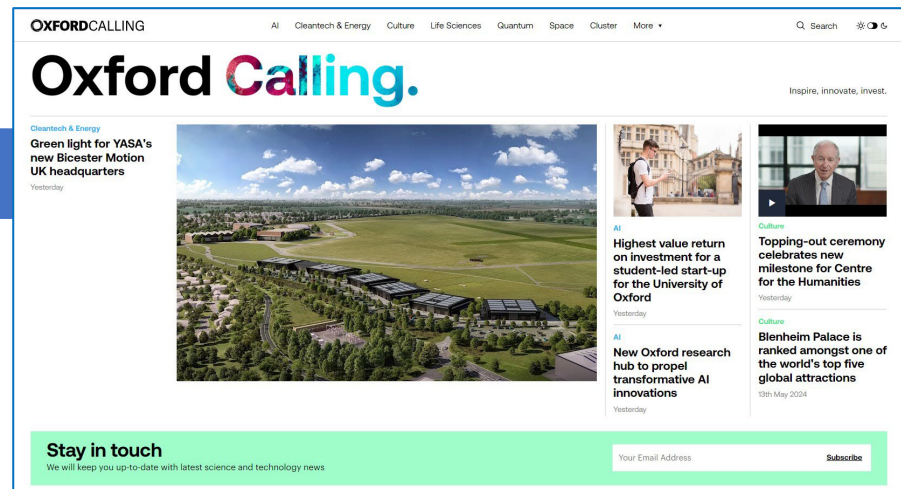 OXFORDCALLING
AI Cleantech & Energy Culture Life Sciences Quantum Space Cluster More
Search
Oxford Calling.
Inspire, innovate, invest.
Cleantech & Energy
Green light for YASA's
new Bicester Motion
UK headquarters
Yesterday
AI
Highest value return
on investment for a
student-led start-up
for the University of
Oxford
Yesterday
AI
New Oxford research
hub to propel
transformative AI
innovations
Yesterday
Culture
Topping-out ceremony
celebrates new
milestone for Centre
for the Humanities
Yesterday
Culture
Blenheim Palace is
ranked amongst one of
the world's top five
global attractions
13th May 2024
Stay in touch
We will keep you up-to-date with latest science and technology news
Your Email Address
Subscribe